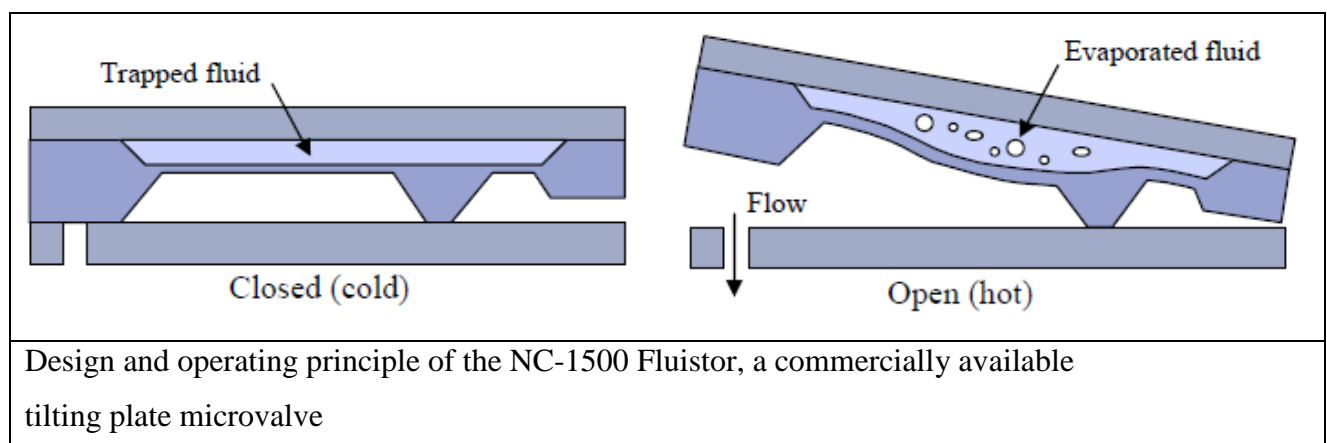 Trapped fluid
Evaporated fluid
Flow
Closed (cold)
Open (hot)
Design and operating principle of the NC-1500 Fluistor, a commercially available
tilting plate microvalve